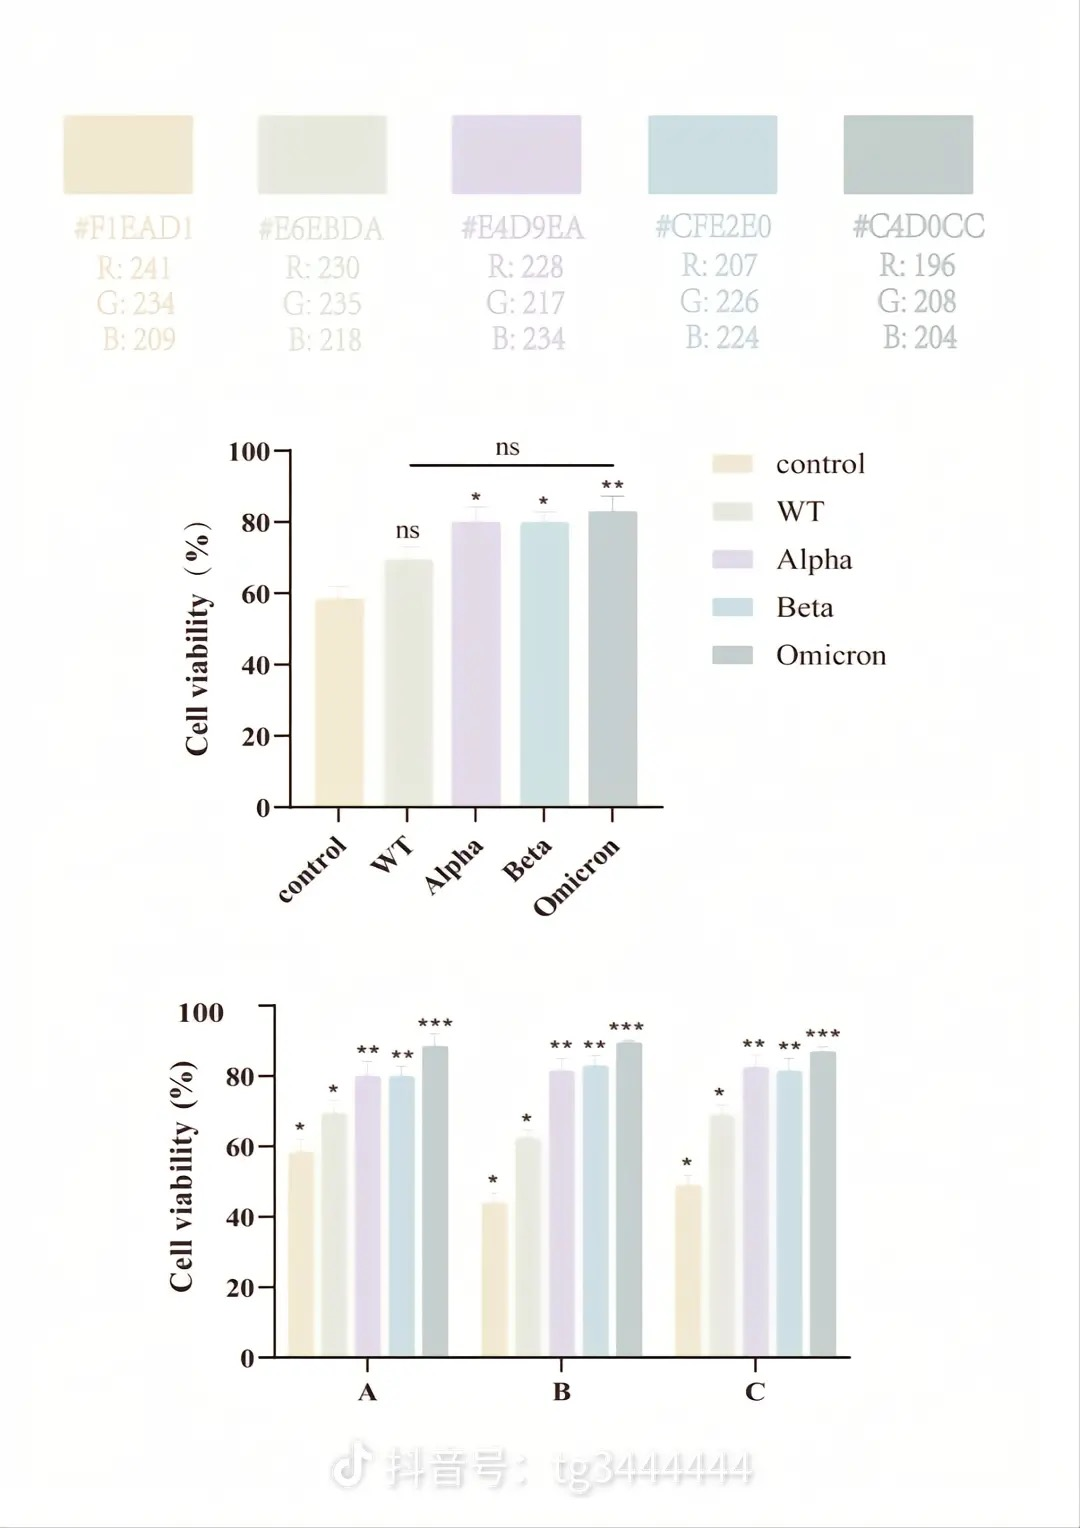 #F1EAD1 #E6EBDA #E4D9EA #CFE2E0 #C4D0CC
R: 241 R: 230 R: 228 R: 207 R: 196
G: 234 G: 235 G: 217 G: 226 G: 208
B: 209 B: 218 B: 234 B: 224 B: 204
Cell viability（%）
100
80
60
40
20
0
ns
ns
*
*
**
control
WT
Alpha
Beta
Omicron
control
WT
Alpha
Beta
Omicron
Cell viability (%)
100
80
60
40
20
0
* * ** ** ***
* * ** ** ***
* * ** ** ***
A B C
抖音号：tg3444444